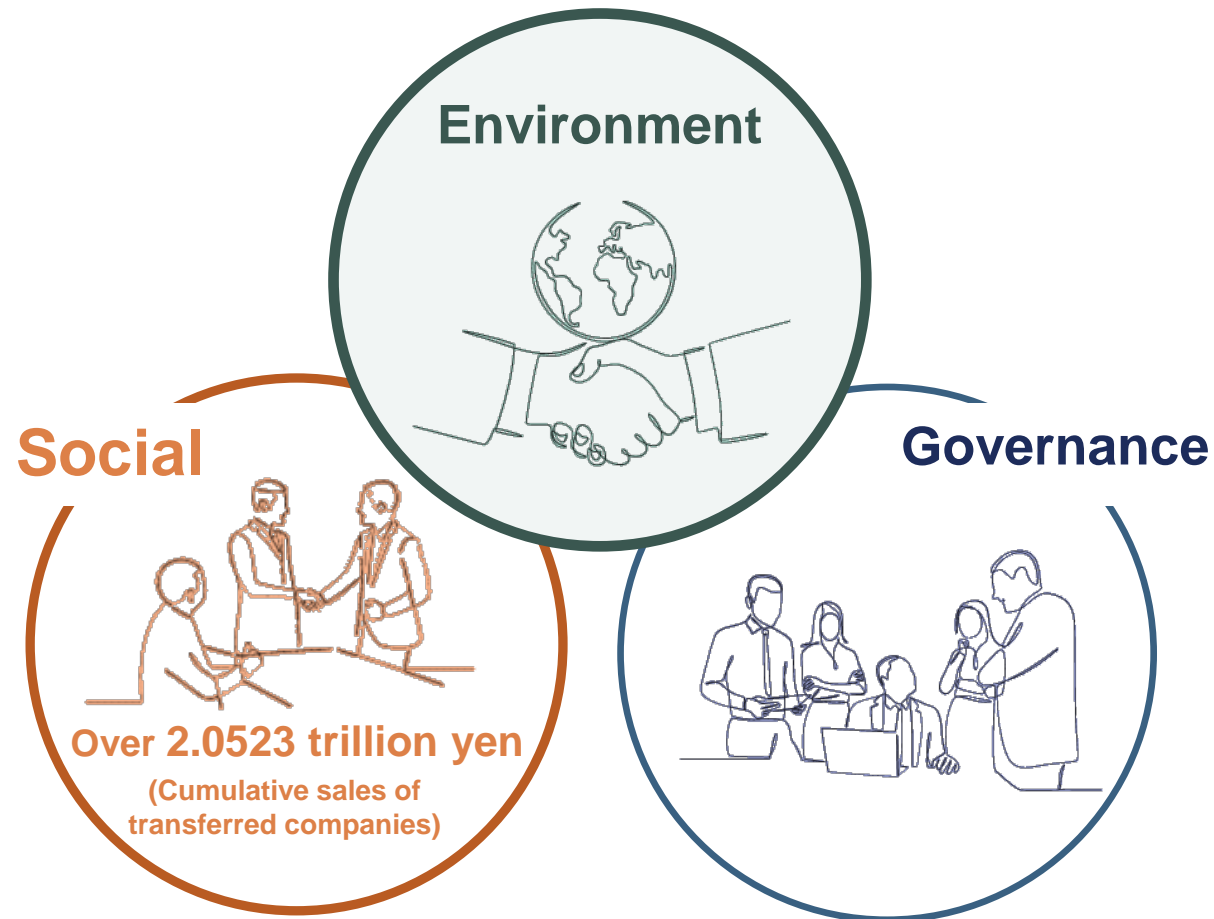 Environment
Social
Governance
Over 2.0523 trillion yen
(Cumulative sales of
transferred companies)